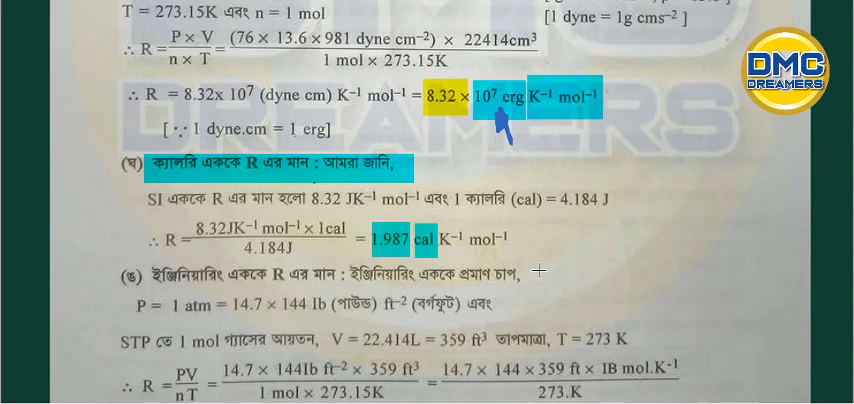 T = 273.15K এবং n = 1 mol
[1 dyne = 1g cms⁻²]
∴ R = P × V / n × T = (76 × 13.6 × 981 dyne cm⁻²) × 22414cm³ / 1 mol × 273.15K
∴ R = 8.32x 10⁷ (dyne cm) K⁻¹ mol⁻¹ = 8.32 × 10⁷ erg K⁻¹ mol⁻¹
[∵ 1 dyne.cm = 1 erg]
(ঘ) ক্যালরি এককে R এর মান : আমরা জানি,
SI এককে R এর মান হলো 8.32 JK⁻¹ mol⁻¹ এবং 1 ক্যালরি (cal) = 4.184 J
∴ R = 8.32JK⁻¹ mol⁻¹ × 1cal / 4.184J = 1.987 cal K⁻¹ mol⁻¹
(ঙ) ইঞ্জিনিয়ারিং এককে R এর মান : ইঞ্জিনিয়ারিং এককে প্রমাণ চাপ,
P = 1 atm = 14.7 × 144 Ib (পাউন্ড) ft⁻² (বর্গফুট) এবং
STP তে 1 mol গ্যাসের আয়তন, V = 22.414L = 359 ft³ তাপমাত্রা, T = 273 K
∴ R = PV / nT = 14.7 × 144Ib ft⁻² × 359 ft³ / 1 mol × 273.15K = 14.7 × 144 × 359 ft × IB mol.K⁻¹ / 273.K
DMC
DREAMERS
DREAMERS